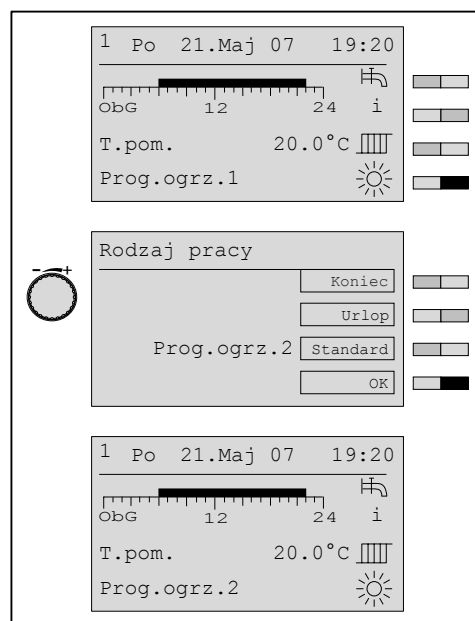 1 Po 21.Maj 07 19:20
ObG 12 24 i
T.pom. 20.0°C
Prog.ogrz.1
Rodzaj pracy
- +
Koniec
Urlop
Prog.ogrz.2 Standard
OK
1 Po 21.Maj 07 19:20
ObG 12 24 i
T.pom. 20.0°C
Prog.ogrz.2